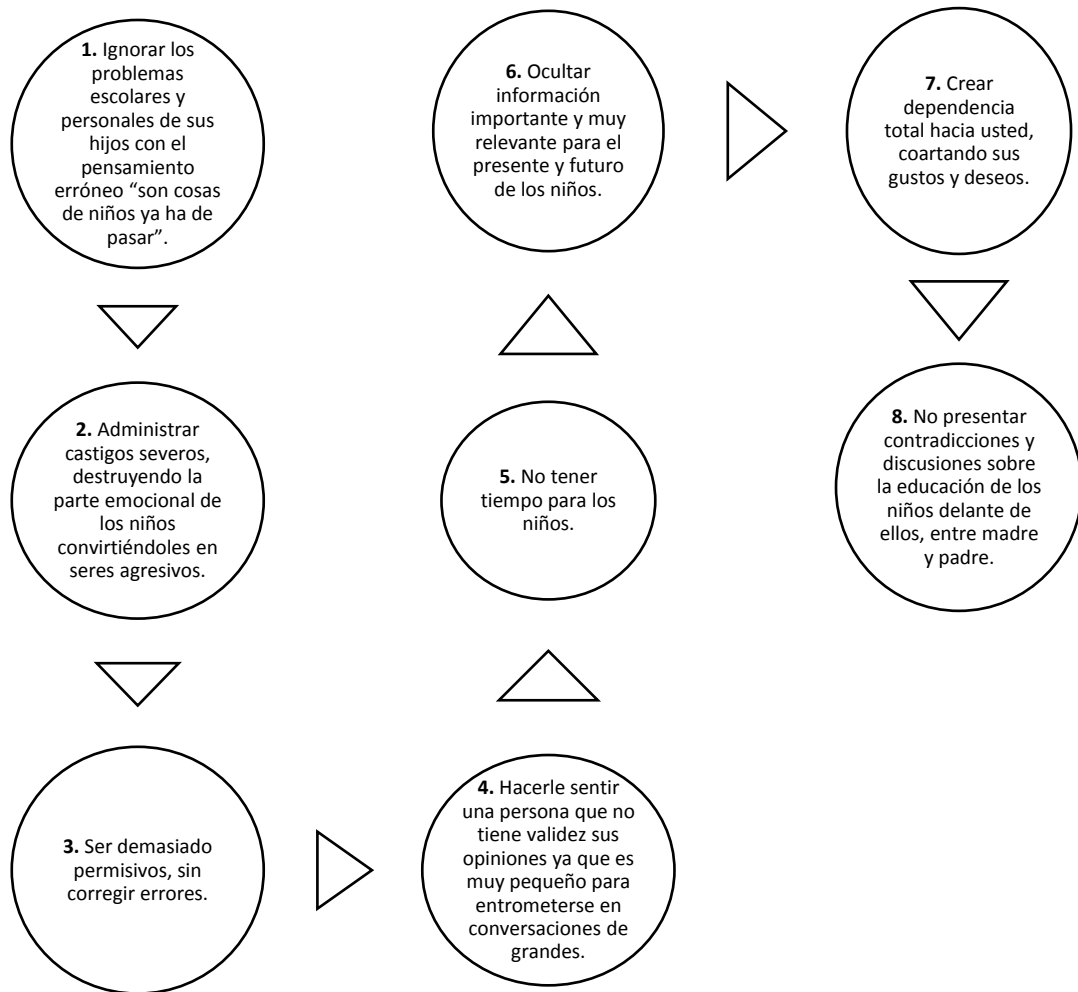 1. Ignorar los
problemas
escolares y
personales de sus
hijos con el
pensamiento
erróneo “son cosas
de niños ya ha de
pasar”.
2. Administrar
castigos severos,
destruyendo la
parte emocional de
los niños
convirtiéndoles en
seres agresivos.
3. Ser demasiado
permisivos, sin
corregir errores.
4. Hacerle sentir
una persona que no
tiene validez sus
opiniones ya que es
muy pequeño para
entrometerse en
conversaciones de
grandes.
5. No tener
tiempo para los
niños.
6. Ocultar
información
importante y muy
relevante para el
presente y futuro
de los niños.
7. Crear
dependencia
total hacia usted,
coartando sus
gustos y deseos.
8. No presentar
contradicciones y
discusiones sobre
la educación de los
niños delante de
ellos, entre madre
y padre.